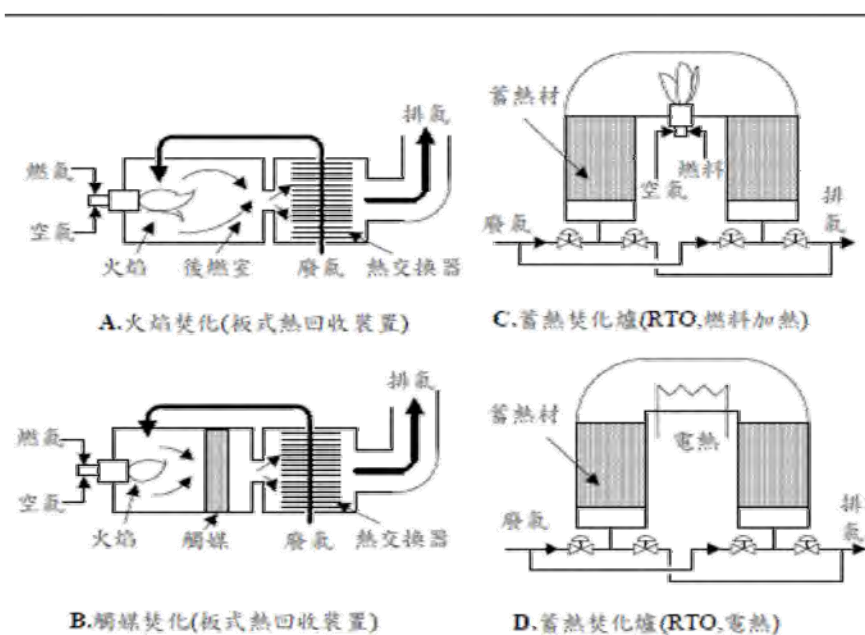 排氣
燃氣
空氣
火焰
後燃室
廢氣
熱交換器
A.火焰焚化(板式熱回收裝置)
蓄熱材
空氣
燃料
廢氣
排氣
C.蓄熱焚化爐(RTO,燃料加熱)
排氣
燃氣
空氣
火焰
觸媒
廢氣
熱交換器
B.觸媒焚化(板式熱回收裝置)
蓄熱材
電熱
廢氣
排氣
D.蓄熱焚化爐(RTO,電熱)